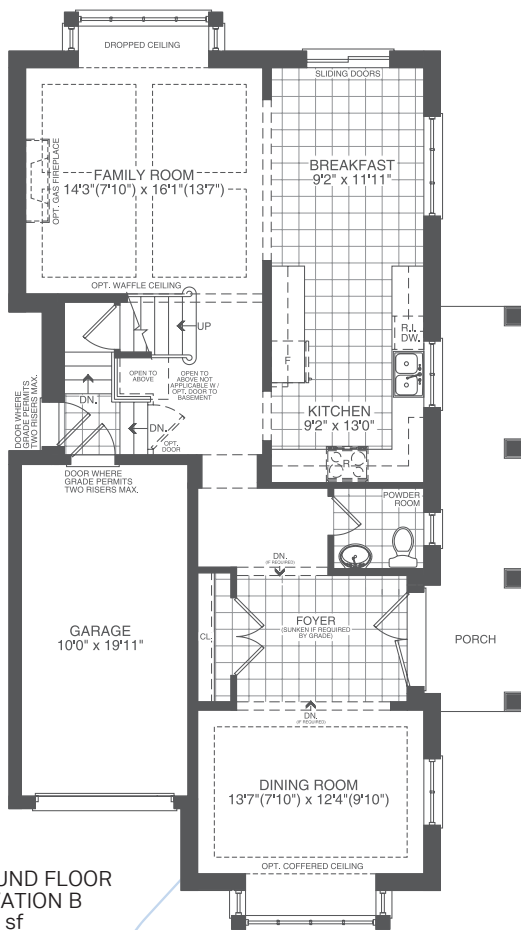 DROPPED CEILING
SLIDING DOORS
OPT. GAS FIREPLACE
FAMILY ROOM
14'3"(7'10") x 16'1"(13'7")
BREAKFAST
9'2" x 11'11"
OPT. WAFFLE CEILING
UP
F
R.I.
DW.
OPEN TO
ABOVE
OPEN TO
ABOVE NOT
APPLICABLE W/
OPT. DOOR TO
BASEMENT
DN.
DN.
OPT.
DOOR
DOOR WHERE
GRADE PERMITS
TWO RISERS MAX.
KITCHEN
9'2" x 13'0"
R
DOOR WHERE
GRADE PERMITS
TWO RISERS MAX.
POWDER
ROOM
DN.
(IF REQUIRED)
GARAGE
10'0" x 19'11"
CL.
FOYER
(SUNKEN IF REQUIRED
BY GRADE)
PORCH
DN.
(IF REQUIRED)
DINING ROOM
13'7"(7'10") x 12'4"(9'10")
OPT. COFFERED CEILING
UND FLOOR
ATION B
sf